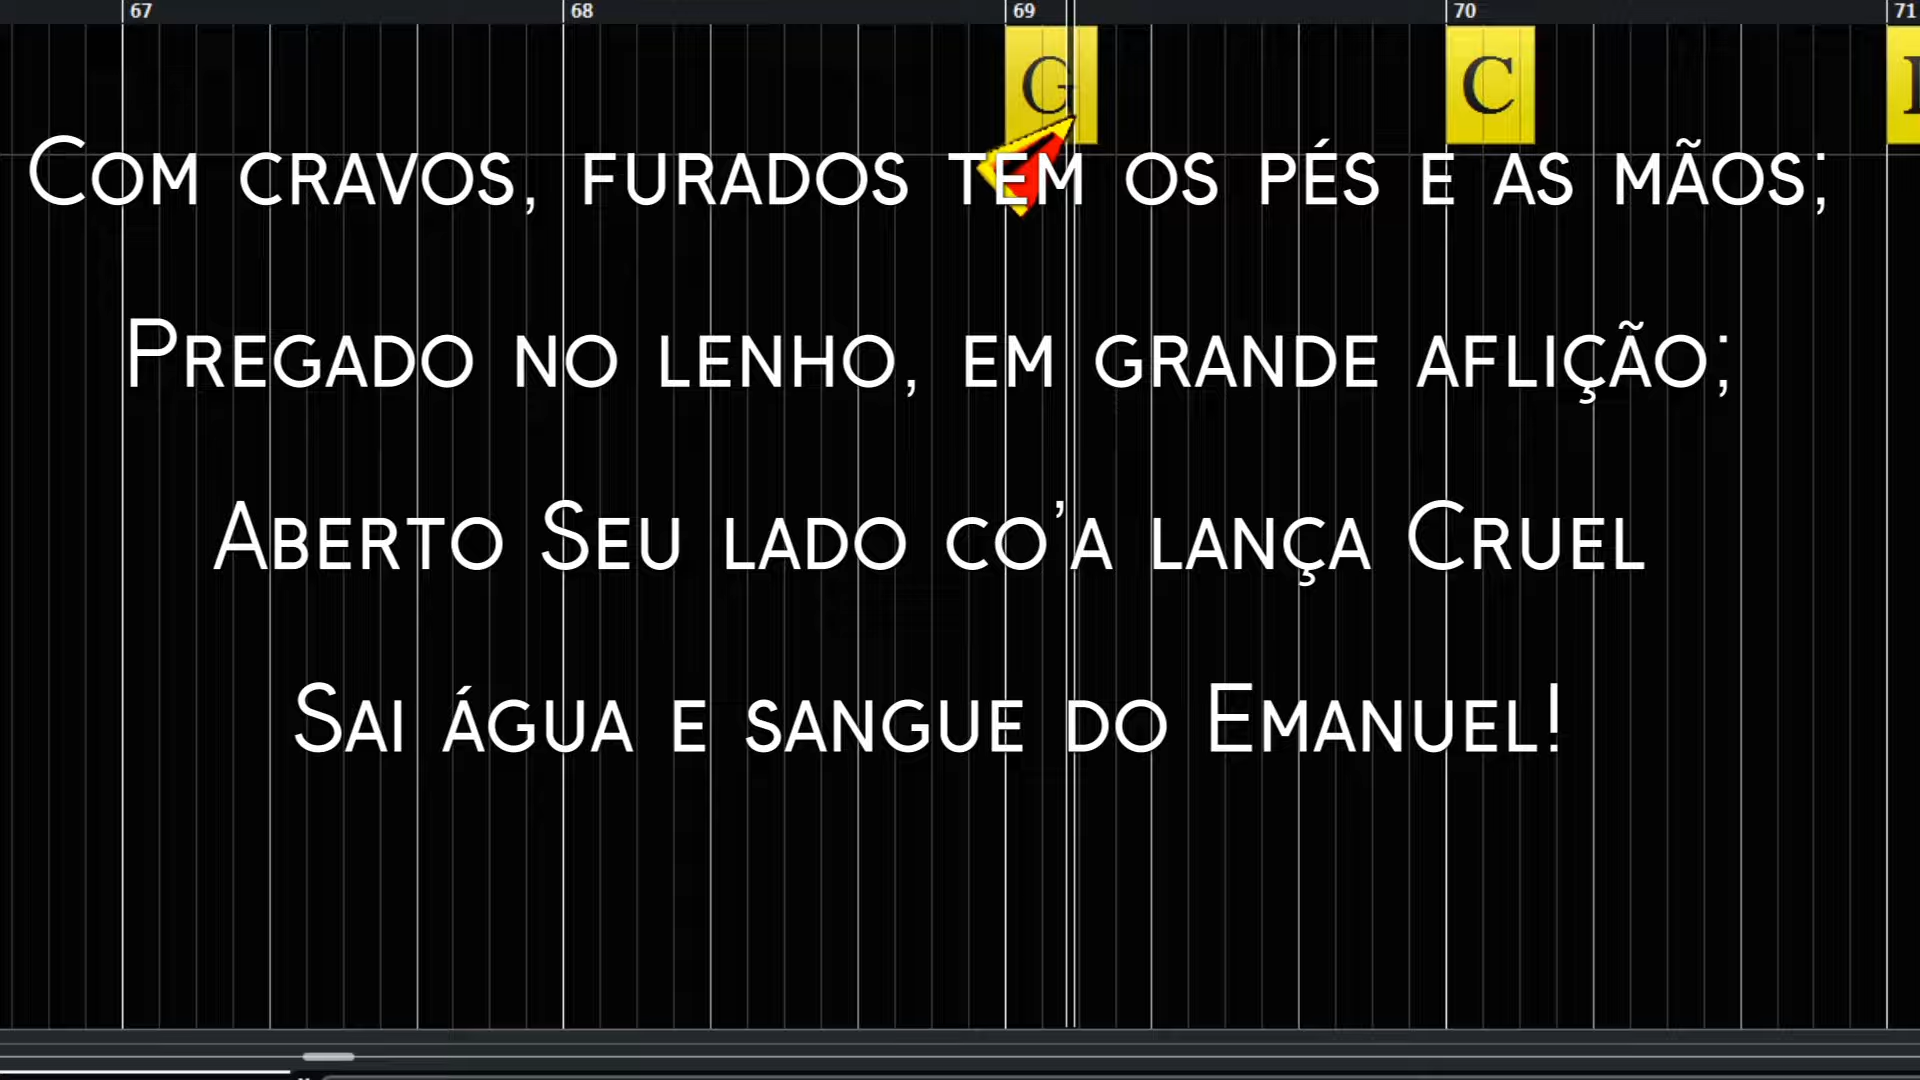 67 68 69 70 71
G C
Com cravos, furados tem os pés e as mãos;
Pregado no lenho, em grande aflição;
Aberto Seu lado co'a lança Cruel
Sai água e sangue do Emanuel!